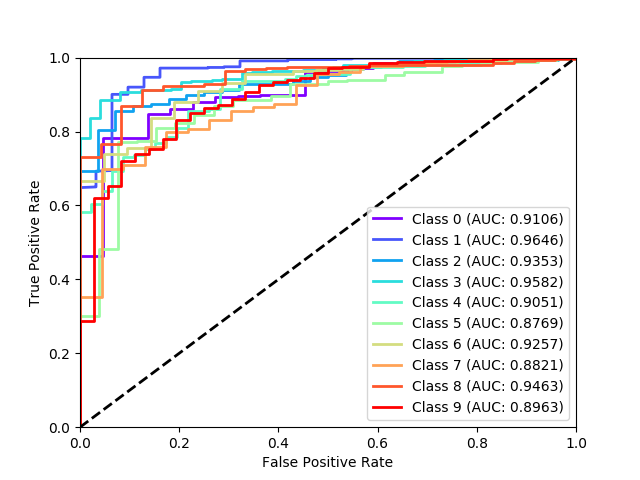 1.0
0.8
0.6
0.4
0.2
0.0
0.0 0.2 0.4 0.6 0.8 1.0
True Positive Rate
False Positive Rate
Class 0 (AUC: 0.9106)
Class 1 (AUC: 0.9646)
Class 2 (AUC: 0.9353)
Class 3 (AUC: 0.9582)
Class 4 (AUC: 0.9051)
Class 5 (AUC: 0.8769)
Class 6 (AUC: 0.9257)
Class 7 (AUC: 0.8821)
Class 8 (AUC: 0.9463)
Class 9 (AUC: 0.8963)